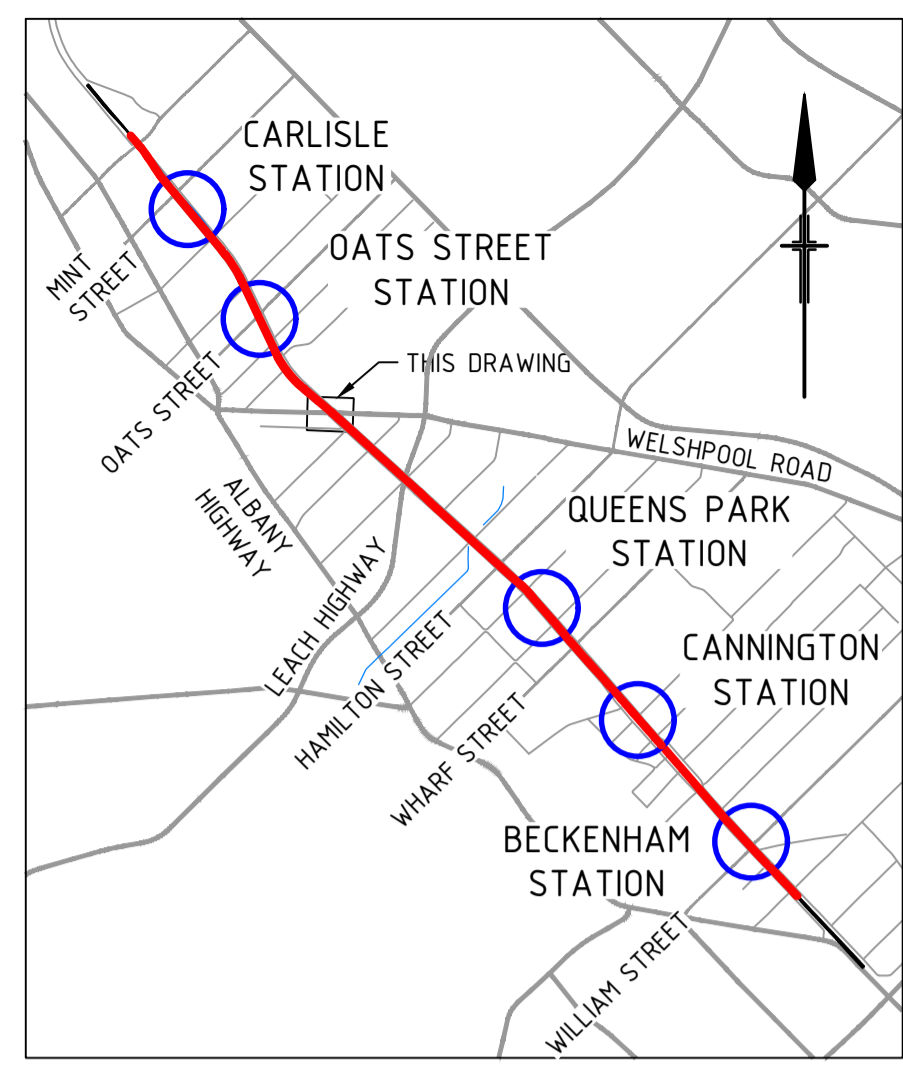 CARLISLE
STATION
OATS STREET
STATION
MINT
STREET
THIS DRAWING
OATS STREET
WELSHPOOL ROAD
ALBANY
HIGHWAY
QUEENS PARK
STATION
LEACH HIGHWAY
HAMILTON STREET
CANNINGTON
STATION
WHARF STREET
BECKENHAM
STATION
WILLIAM STREET